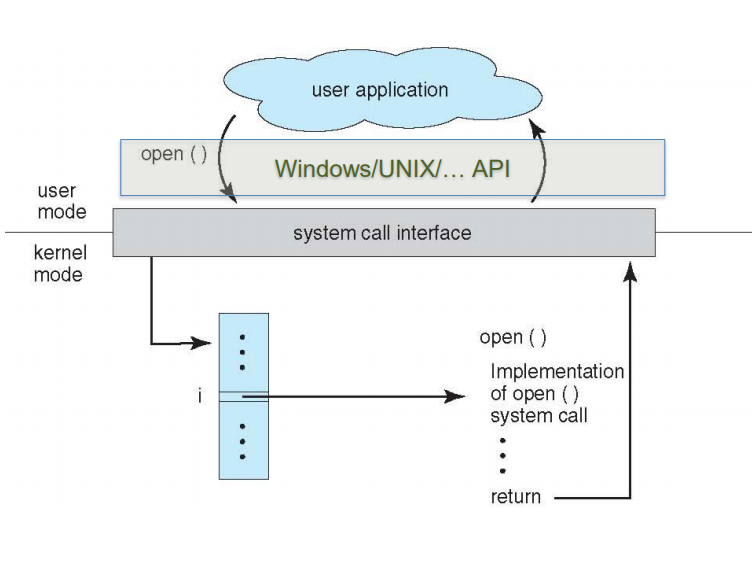 user application
open ( )
Windows/UNIX/… API
user
mode
system call interface
kernel
mode
open ( )
Implementation
of open ( )
system call
i
return